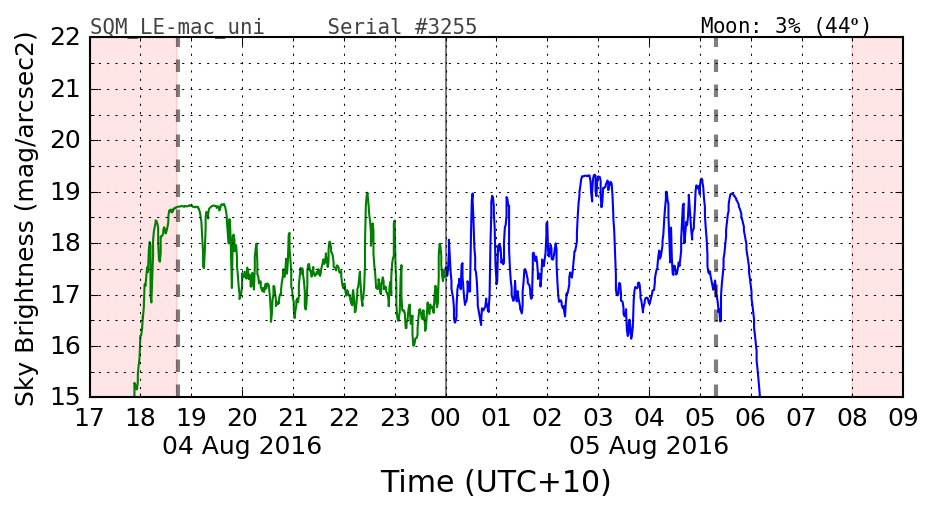 SQM_LE-mac_uni Serial #3255 Moon: 3% (44°)
Sky Brightness (mag/arcsec2)
22
21
20
19
18
17
16
15
17 18 19 20 21 22 23 00 01 02 03 04 05 06 07 08 09
04 Aug 2016 05 Aug 2016
Time (UTC+10)